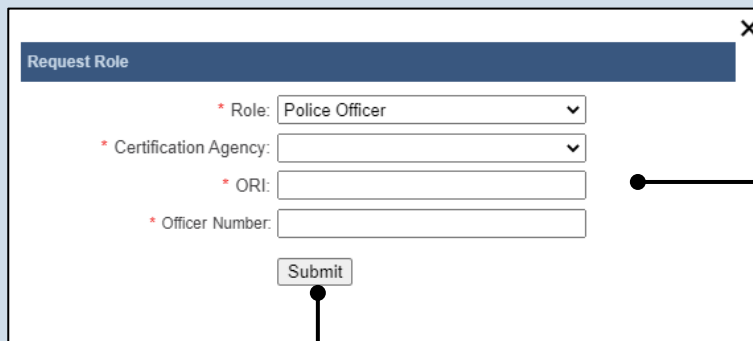 Request Role
* Role: Police Officer
* Certification Agency:
* ORI:
* Officer Number:
Submit